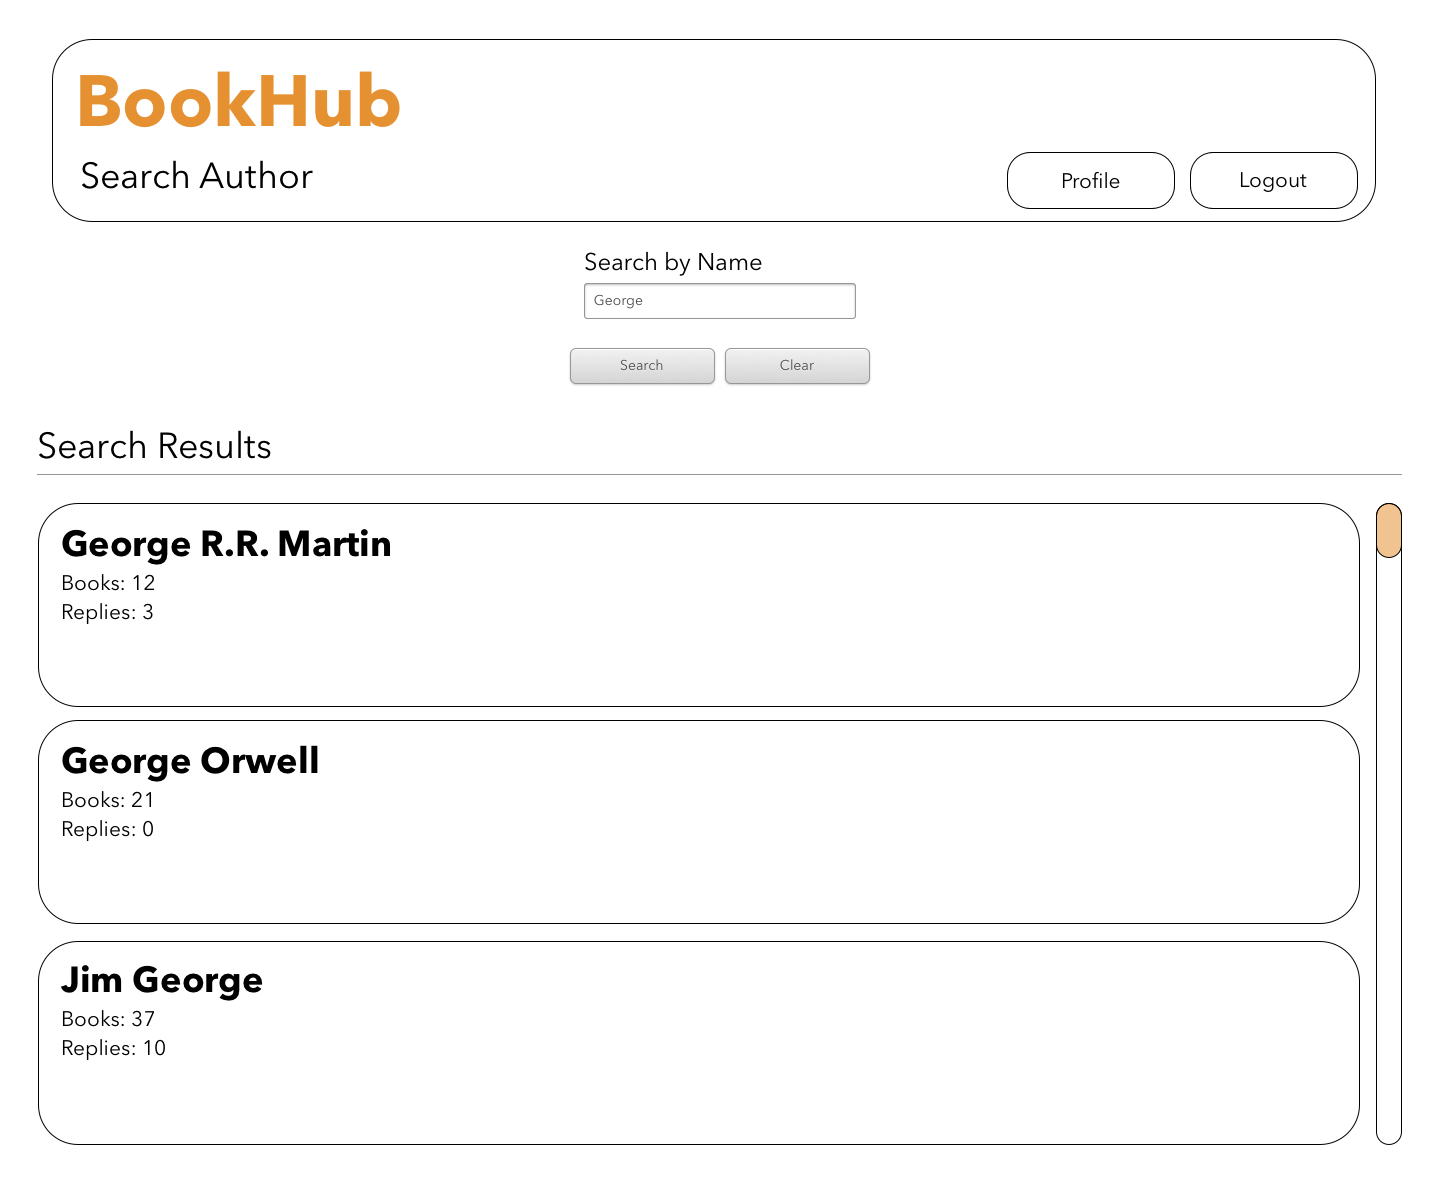 BookHub
Search Author
Profile
Logout
Search by Name
George
Search
Clear
Search Results
George R.R. Martin
Books: 12
Replies: 3
George Orwell
Books: 21
Replies: 0
Jim George
Books: 37
Replies: 10